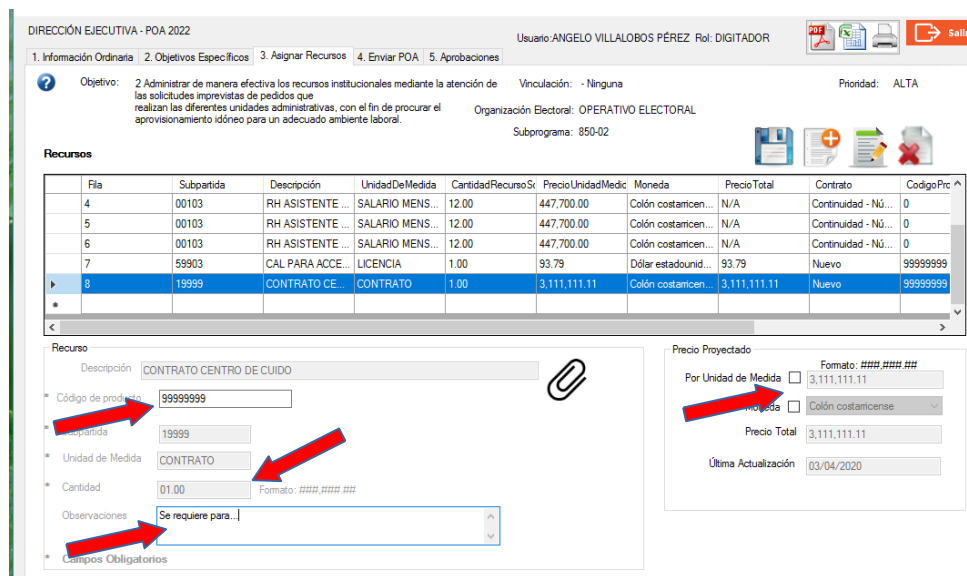 DIRECCIÓN EJECUTIVA - POA 2022
Usuario:ANGELO VILLALOBOS PÉREZ Rol: DIGITADOR
PDF
Salir
1. Información Ordinaria 2. Objetivos Específicos 3. Asignar Recursos 4. Enviar POA 5. Aprobaciones
Objetivo: 2 Administrar de manera efectiva los recursos institucionales mediante la atención de
las solicitudes imprevistas de pedidos que
realizan las diferentes unidades administrativas, con el fin de procurar el
aprovisionamiento idóneo para un adecuado ambiente laboral.
Vinculación: - Ninguna
Prioridad: ALTA
Organización Electoral: OPERATIVO ELECTORAL
Subprograma: 850-02
Recursos
Fila Subpartida Descripción UnidadDeMedida CantidadRecursoSc PrecioUnidadMedic Moneda PrecioTotal Contrato CodigoPro
4 00103 RH ASISTENTE ... SALARIO MENS... 12.00 447,700.00 Colón costarricen... N/A Continuidad - Nú... 0
5 00103 RH ASISTENTE ... SALARIO MENS... 12.00 447,700.00 Colón costarricen... N/A Continuidad - Nú... 0
6 00103 RH ASISTENTE ... SALARIO MENS... 12.00 447,700.00 Colón costarricen... N/A Continuidad - Nú... 0
7 59903 CAL PARA ACCE... LICENCIA 1.00 93.79 Dólar estadounid... 93.79 Nuevo 99999999
8 19999 CONTRATO CE... CONTRATO 1.00 3,111,111.11 Colón costarricen... 3,111,111.11 Nuevo 99999999
Recurso
Descripción CONTRATO CENTRO DE CUIDO
* Código de producto 99999999
* Subpartida 19999
* Unidad de Medida CONTRATO
* Cantidad 01.00 Formato: ###,###.##
Observaciones Se requiere para...
* Campos Obligatorios
Precio Proyectado
Formato: ###,###.##
Por Unidad de Medida 3,111,111.11
Moneda Colón costarricense
Precio Total 3,111,111.11
Última Actualización 03/04/2020